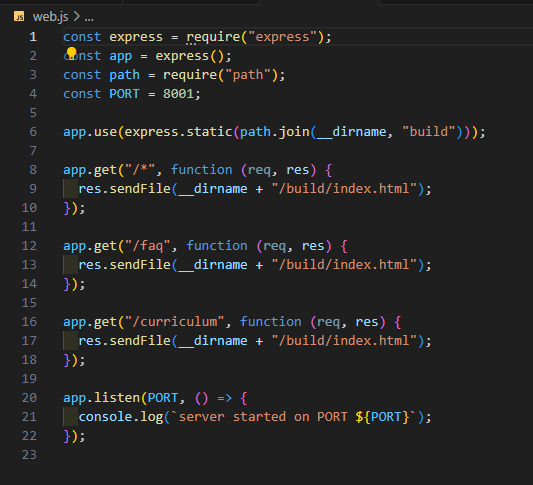 JS web.js > ...
1 const express = require("express");
2 const app = express();
3 const path = require("path");
4 const PORT = 8001;
5
6 app.use(express.static(path.join(__dirname, "build")));
7
8 app.get("/*", function (req, res) {
9   res.sendFile(__dirname + "/build/index.html");
10 });
11
12 app.get("/faq", function (req, res) {
13   res.sendFile(__dirname + "/build/index.html");
14 });
15
16 app.get("/curriculum", function (req, res) {
17   res.sendFile(__dirname + "/build/index.html");
18 });
19
20 app.listen(PORT, () => {
21   console.log(`server started on PORT ${PORT}`);
22 });
23